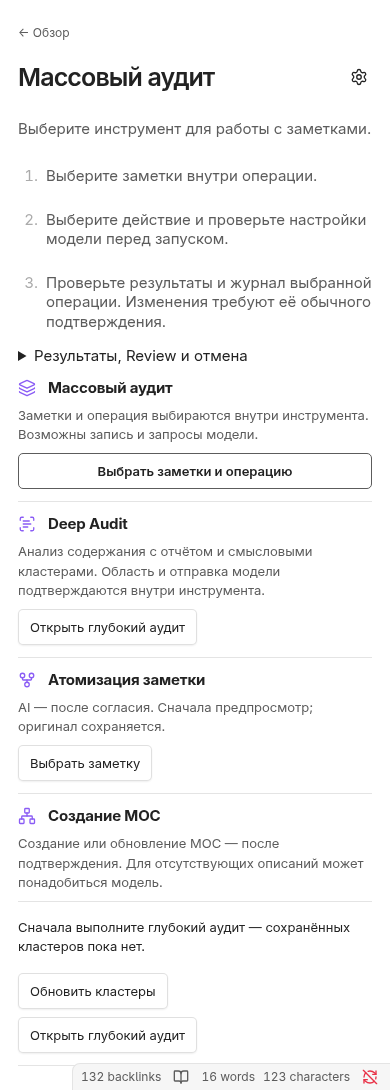 ← Обзор
Массовый аудит
Выберите инструмент для работы с заметками.
1. Выберите заметки внутри операции.
2. Выберите действие и проверьте настройки
модели перед запуском.
3. Проверьте результаты и журнал выбранной
операции. Изменения требуют её обычного
подтверждения.
▶ Результаты, Review и отмена
Массовый аудит
Заметки и операция выбираются внутри инструмента.
Возможны запись и запросы модели.
Выбрать заметки и операцию
Deep Audit
Анализ содержания с отчётом и смысловыми
кластерами. Область и отправка модели
подтверждаются внутри инструмента.
Открыть глубокий аудит
Атомизация заметки
AI — после согласия. Сначала предпросмотр;
оригинал сохраняется.
Выбрать заметку
Создание MOC
Создание или обновление MOC — после
подтверждения. Для отсутствующих описаний может
понадобиться модель.
Сначала выполните глубокий аудит — сохранённых
кластеров пока нет.
Обновить кластеры
Открыть глубокий аудит
132 backlinks 16 words 123 characters